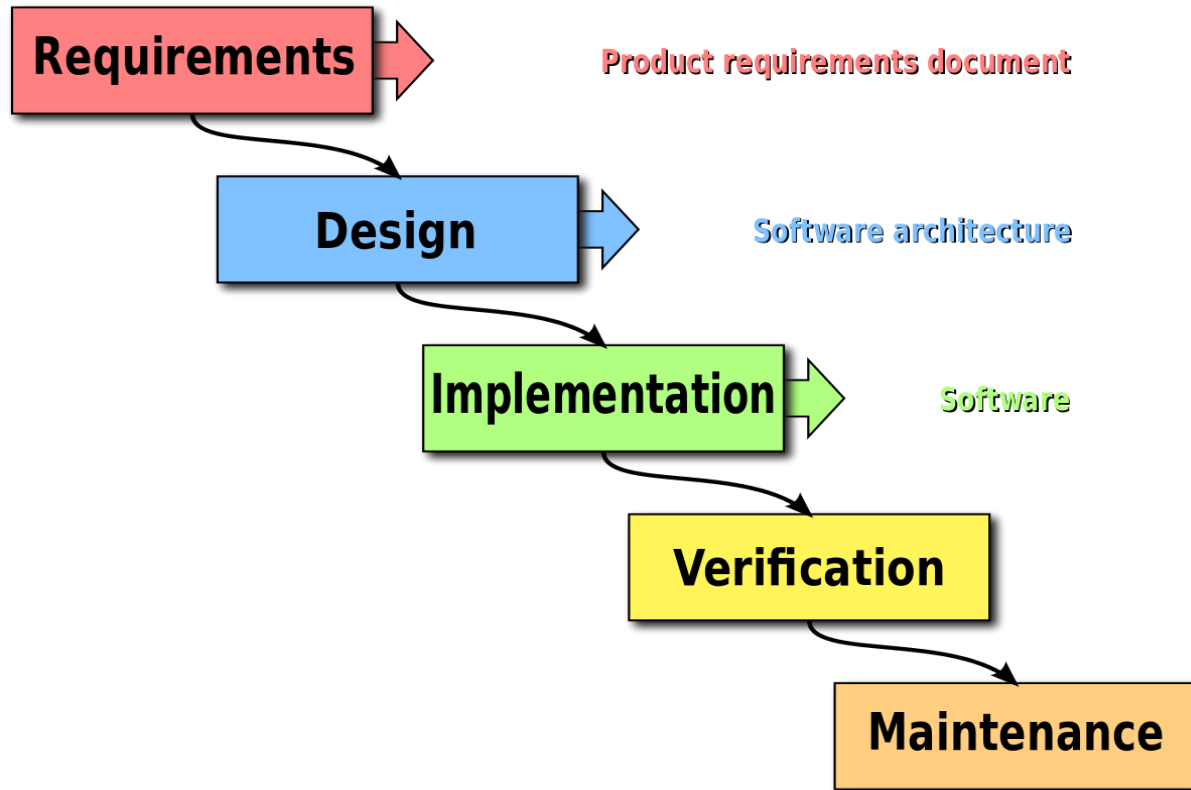 Requirements
Product requirements document
Design
Software architecture
Implementation
Software
Verification
Maintenance